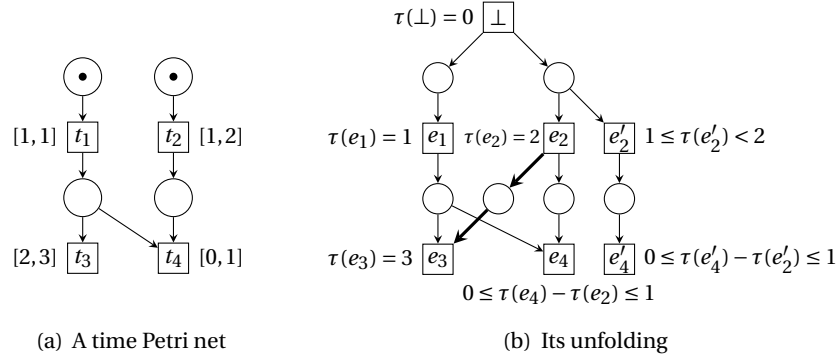 τ(⊥) = 0 ⊥
[1, 1] t₁ t₂ [1, 2]
τ(e₁) = 1 e₁ τ(e₂) = 2 e₂ e′₂ 1 ≤ τ(e′₂) < 2
[2, 3] t₃ t₄ [0, 1]
τ(e₃) = 3 e₃ e₄ e′₄ 0 ≤ τ(e′₄) − τ(e′₂) ≤ 1
0 ≤ τ(e₄) − τ(e₂) ≤ 1
(a) A time Petri net
(b) Its unfolding